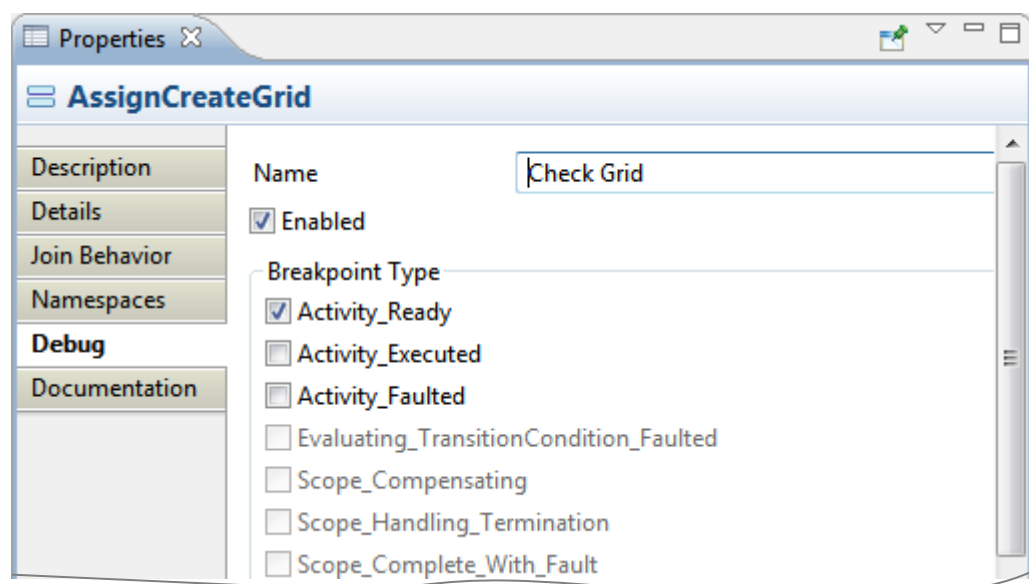 Properties
AssignCreateGrid
Description
Details
Join Behavior
Namespaces
Debug
Documentation
Name Check Grid
Enabled
Breakpoint Type
Activity_Ready
Activity_Executed
Activity_Faulted
Evaluating_TransitionCondition_Faulted
Scope_Compensating
Scope_Handling_Termination
Scope_Complete_With_Fault